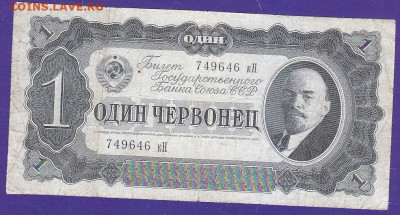 COINS.LAVE.RU
ОДИН
1 1
Билет 749646 кН
Государственного
Банка Союза ССР
1
ОДИН ЧЕРВОНЕЦ
749646 кН
1 1